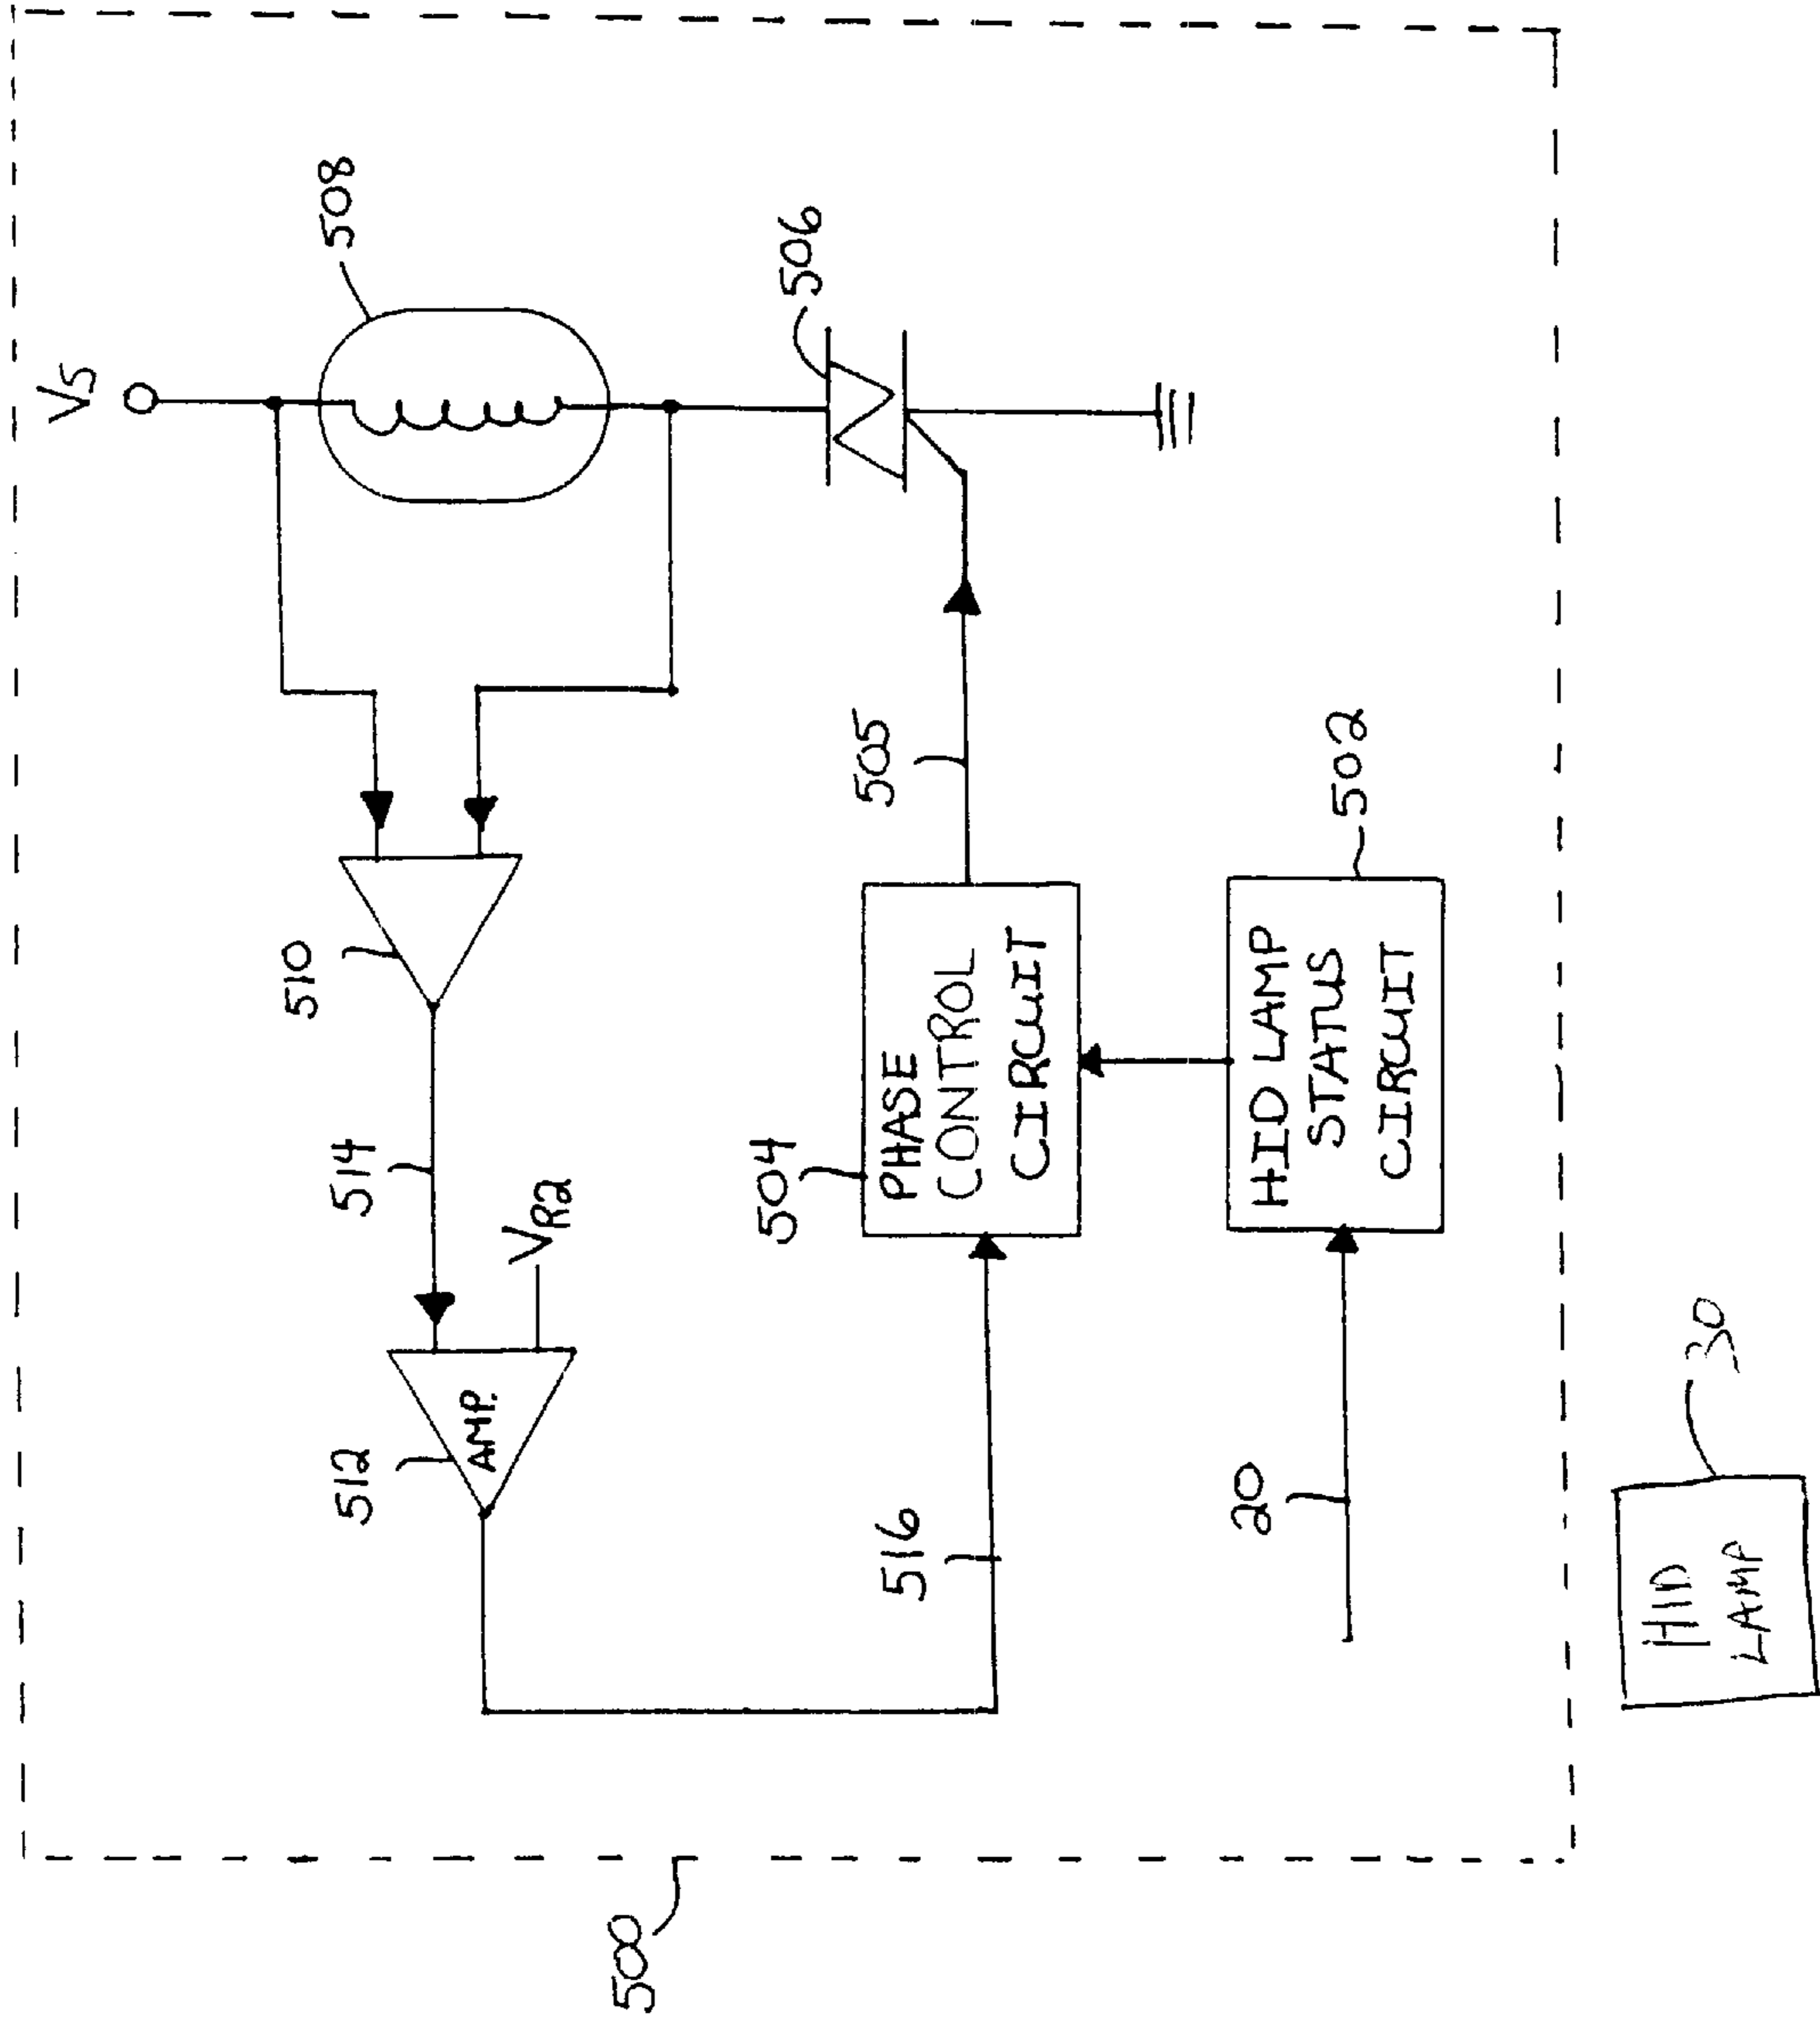 V5
508
506
510
505
514
VR2
504
PHASE
CONTROL
CIRCUIT
502
HID LAMP
STATUS
CIRCUIT
512
AMP.
516
20
30
HID
LAMP
500